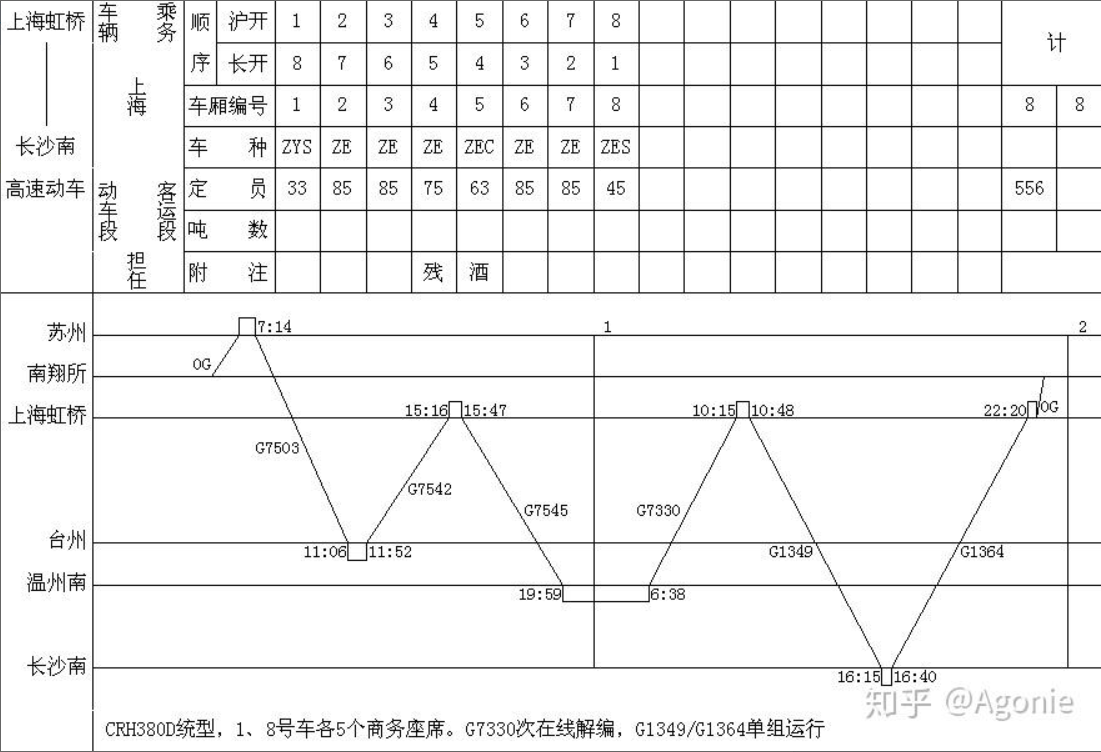 上海虹桥 车辆 乘务 顺 沪开 1 2 3 4 5 6 7 8 计
序 长开 8 7 6 5 4 3 2 1
上海 车厢编号 1 2 3 4 5 6 7 8 8 8
长沙南 车 种 ZYS ZE ZE ZE ZEC ZE ZE ZES
高速动车 动车段 客运段 定 员 33 85 85 75 63 85 85 45 556
吨 数
担任 附 注 残 酒
苏州 7:14 1 2
南翔所 0G
上海虹桥 15:16 15:47 10:15 10:48 22:20 0G
G7503
G7542
G7545 G7330
台州 11:06 11:52 G1349 G1364
温州南 19:59 6:38
长沙南 16:15 16:40
知乎 @Agonie
CRH380D统型，1、8号车各5个商务座席。G7330次在线解编，G1349/G1364单组运行